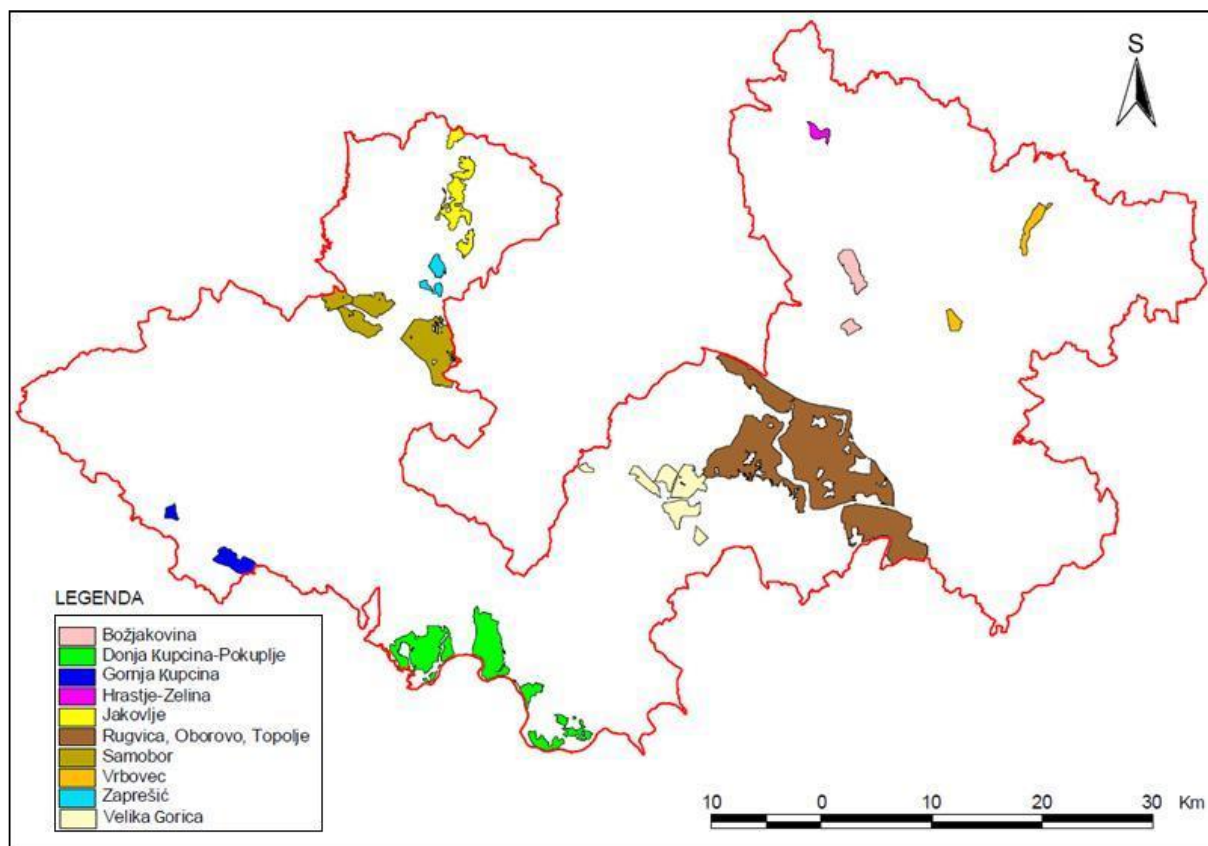 S
LEGENDA
Božjakovina
Donja Kupcina-Pokuplje
Gornja Kupcina
Hrastje-Zelina
Jakovlje
Rugvica, Oborovo, Topolje
Samobor
Vrbovec
Zaprešić
Velika Gorica
10 0 10 20 30 Km